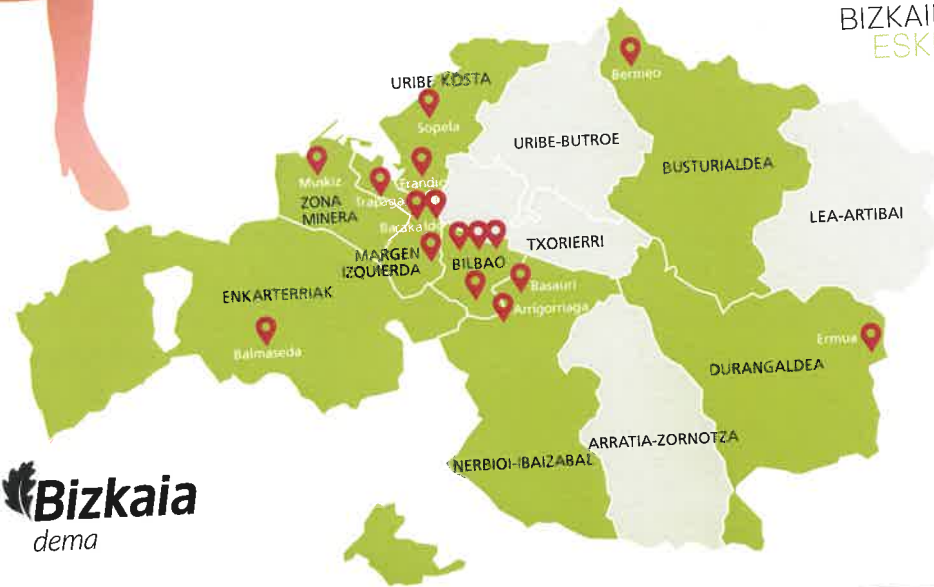 BIZKAI
ESK
URIBE KOSTA
Bermeo
Sopela
URIBE-BUTROE
BUSTURIALDEA
Muskiz
Erandio
Trapaga
ZONA
MINERA
LEA-ARTIBAI
Barakaldo
TXORIERRI
MARGEN
IZQUIERDA
BILBAO
ENKARTERRIAK
Basauri
Arrigorriaga
Balmaseda
Ermua
DURANGALDEA
ARRATIA-ZORNOTZA
NERBIOI-IBAIZABAL
Bizkaia
dema